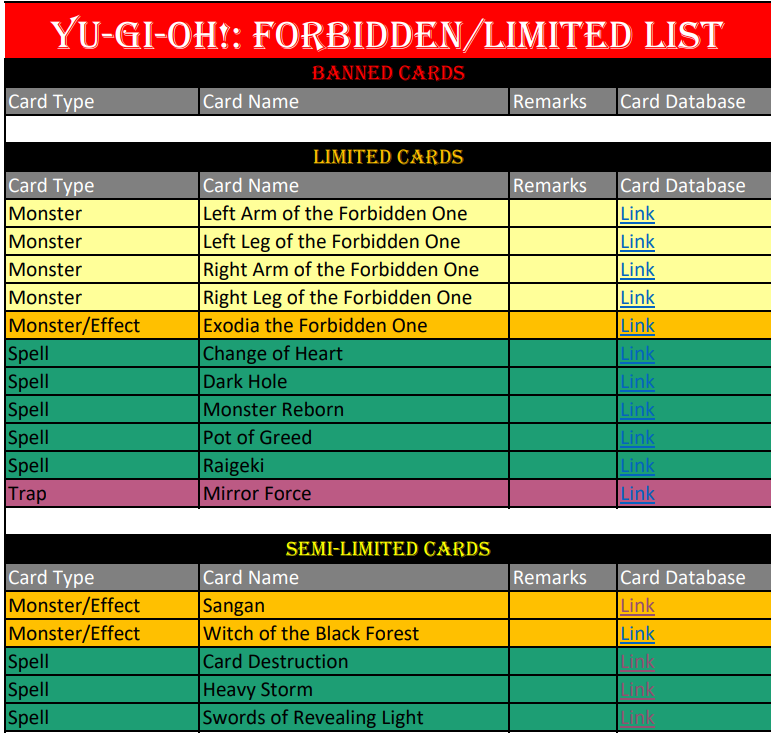 YU-GI-OH!: FORBIDDEN/LIMITED LIST
BANNED CARDS
Card Type Card Name Remarks Card Database
LIMITED CARDS
Card Type Card Name Remarks Card Database
Monster Left Arm of the Forbidden One Link
Monster Left Leg of the Forbidden One Link
Monster Right Arm of the Forbidden One Link
Monster Right Leg of the Forbidden One Link
Monster/Effect Exodia the Forbidden One Link
Spell Change of Heart Link
Spell Dark Hole Link
Spell Monster Reborn Link
Spell Pot of Greed Link
Spell Raigeki Link
Trap Mirror Force Link
SEMI-LIMITED CARDS
Card Type Card Name Remarks Card Database
Monster/Effect Sangan Link
Monster/Effect Witch of the Black Forest Link
Spell Card Destruction Link
Spell Heavy Storm Link
Spell Swords of Revealing Light Link